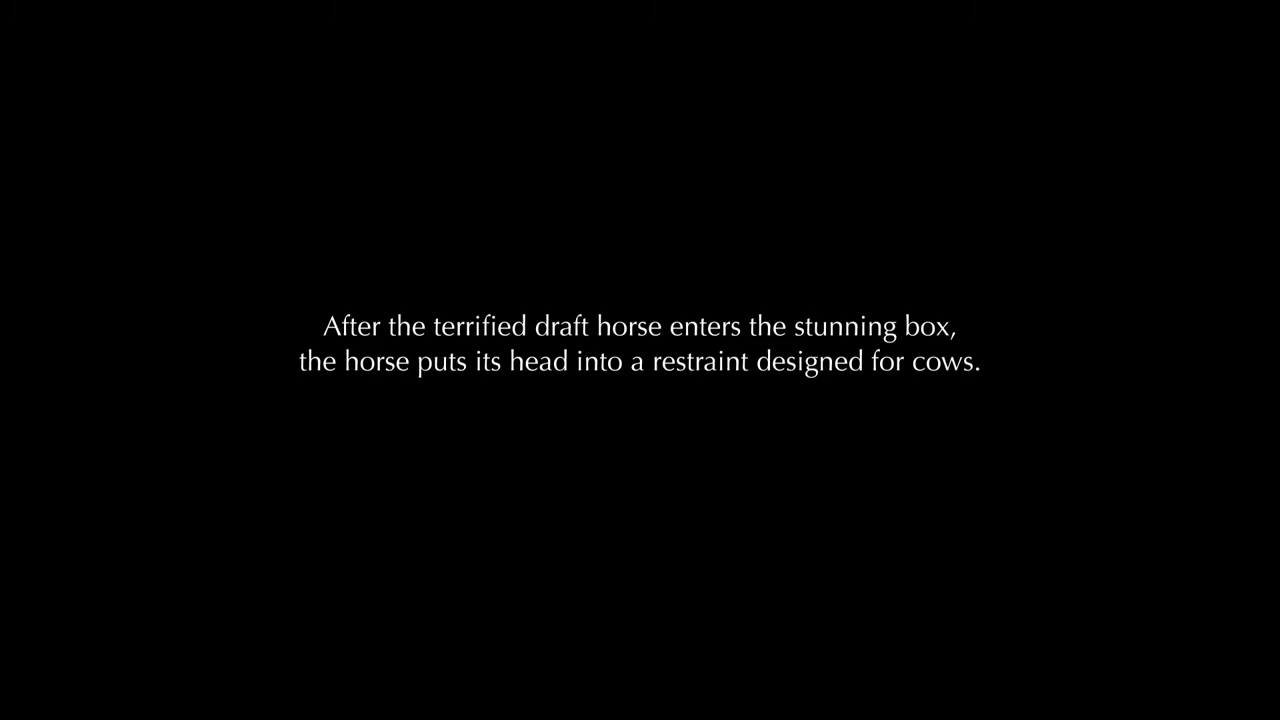 After the terrified draft horse enters the stunning box,
the horse puts its head into a restraint designed for cows.